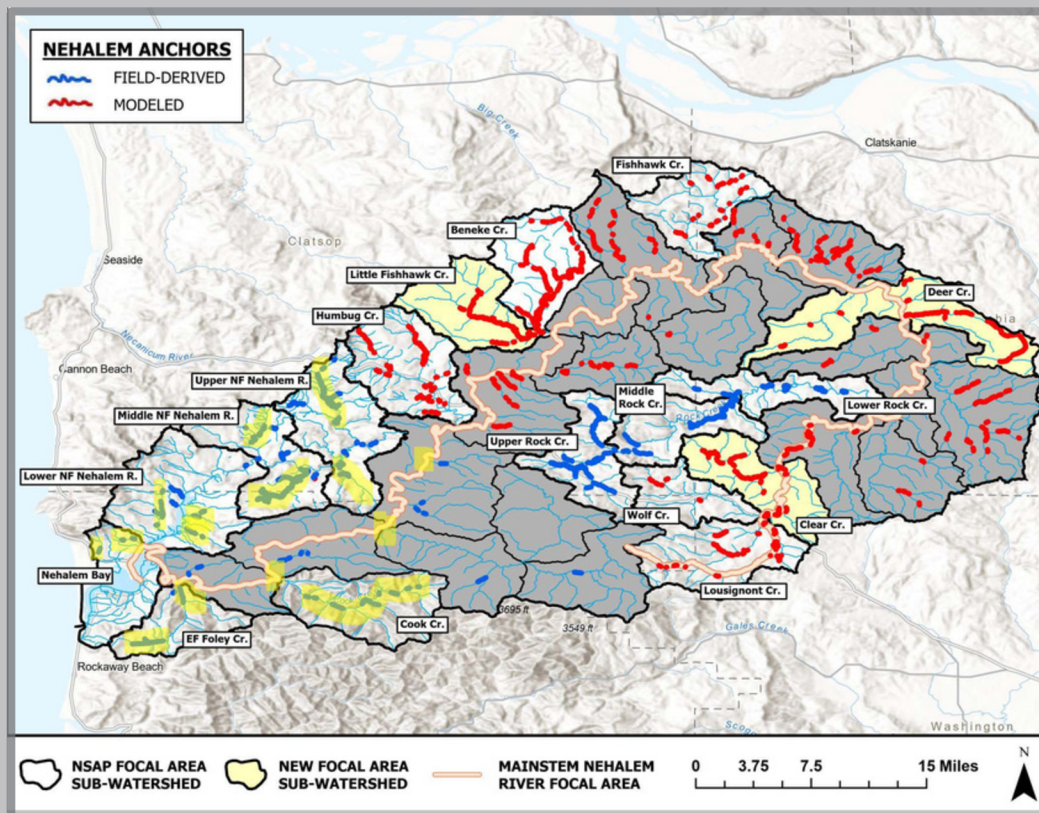 NEHALEM ANCHORS
FIELD-DERIVED
MODELED
Big Creek
Clatskanie
Fishhawk Cr.
Beneke Cr.
Clatsop
Seaside
Little Fishhawk Cr.
Deer Cr.
Humbug Cr.
Necanicum River
Cannon Beach
Upper NF Nehalem R.
Middle NF Nehalem R.
Middle
Rock Cr.
Lower Rock Cr.
Upper Rock Cr.
Lower NF Nehalem R.
Wolf Cr.
Clear Cr.
Nehalem Bay
Lousignont Cr.
3695 ft
3549 ft
Cook Cr.
Gales Creek
EF Foley Cr.
Rockaway Beach
Washington
NSAP FOCAL AREA
SUB-WATERSHED
NEW FOCAL AREA
SUB-WATERSHED
MAINSTEM NEHALEM
RIVER FOCAL AREA
0 3.75 7.5 15 Miles
N